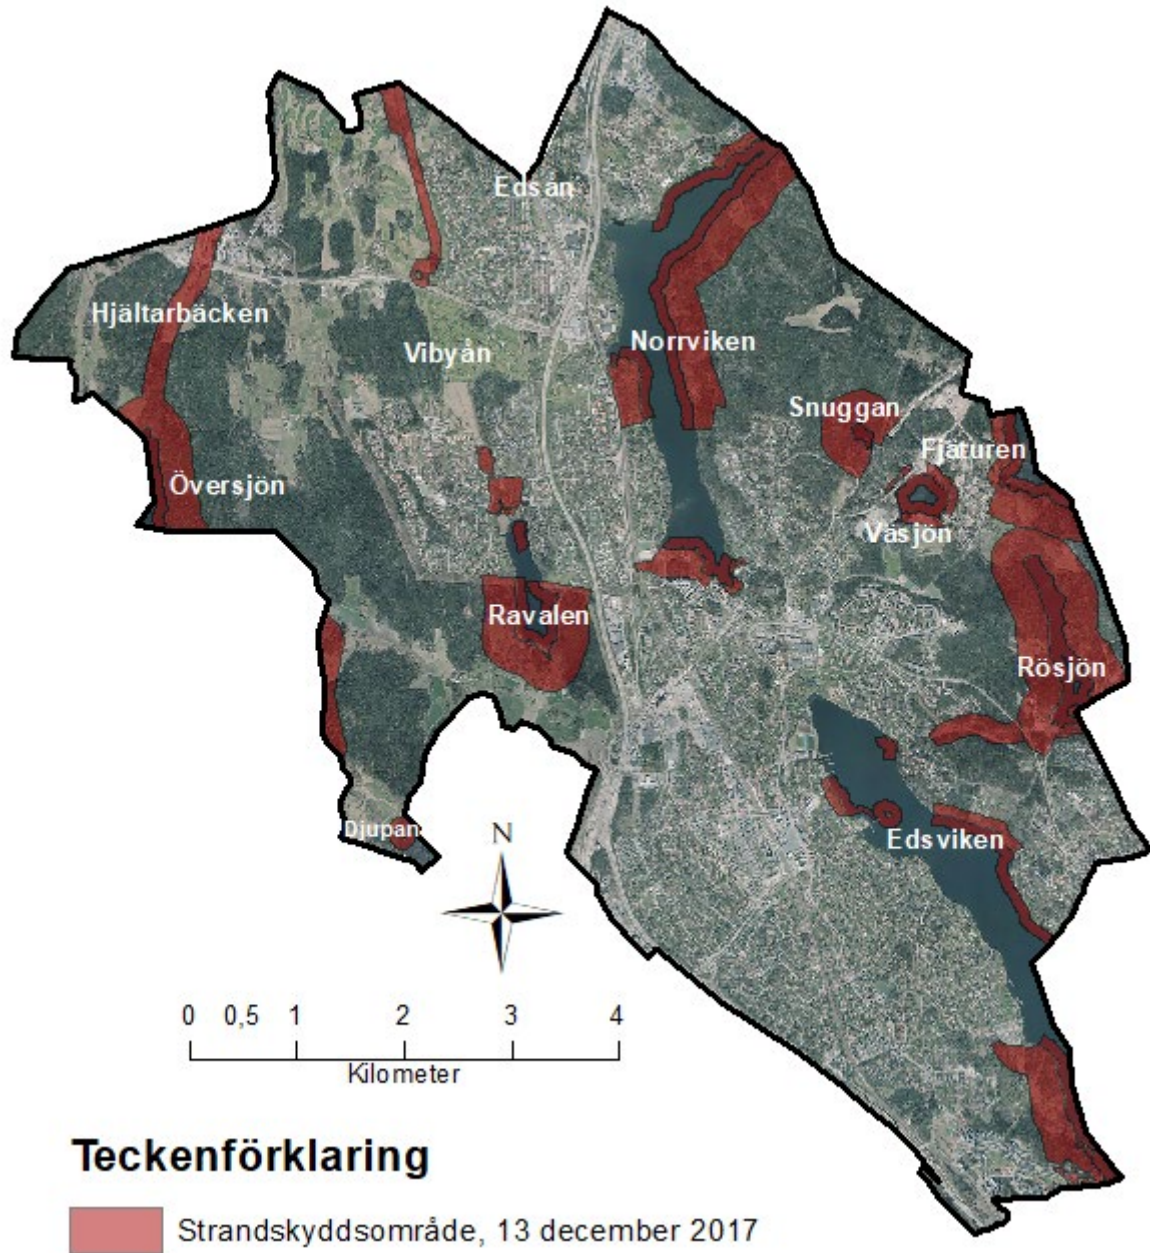 Edsån
Hjältarbäcken
Norrviken
Vibyån
Snuggan
Fjäturen
Översjön
Väsjön
Ravalen
Rösjön
Djupan
Edsviken
N
0 0,5 1 2 3 4
Kilometer
Teckenförklaring
Strandskyddsområde, 13 december 2017